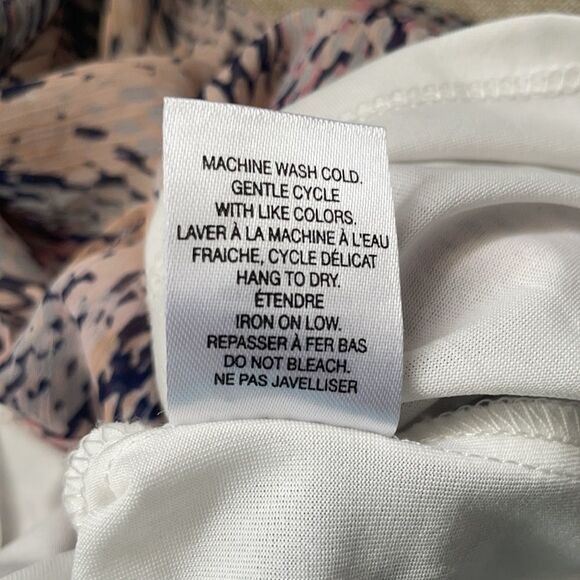 MACHINE WASH COLD.
GENTLE CYCLE
WITH LIKE COLORS.
LAVER À LA MACHINE À L'EAU
FRAICHE, CYCLE DÉLICAT
HANG TO DRY.
ÉTENDRE
IRON ON LOW.
REPASSER À FER BAS
DO NOT BLEACH.
NE PAS JAVELLISER